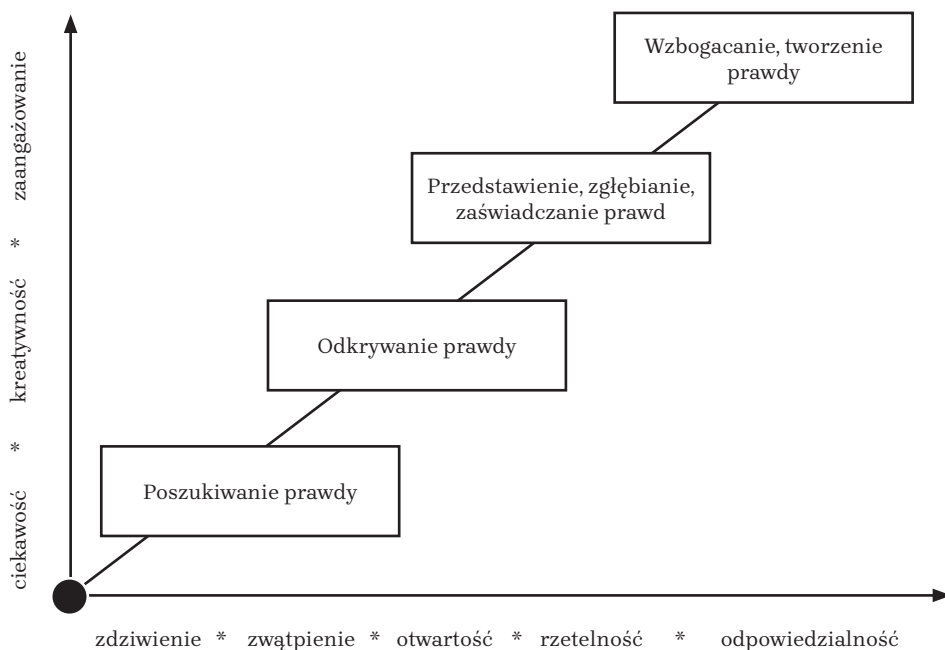 Wzbogacanie, tworzenie
prawdy
Przedstawienie, zgłębianie,
zaświadczanie prawd
Odkrywanie prawdy
Poszukiwanie prawdy
ciekawość * kreatywność * zaangażowanie
zdziwienie * zwątpienie * otwartość * rzetelność * odpowiedzialność